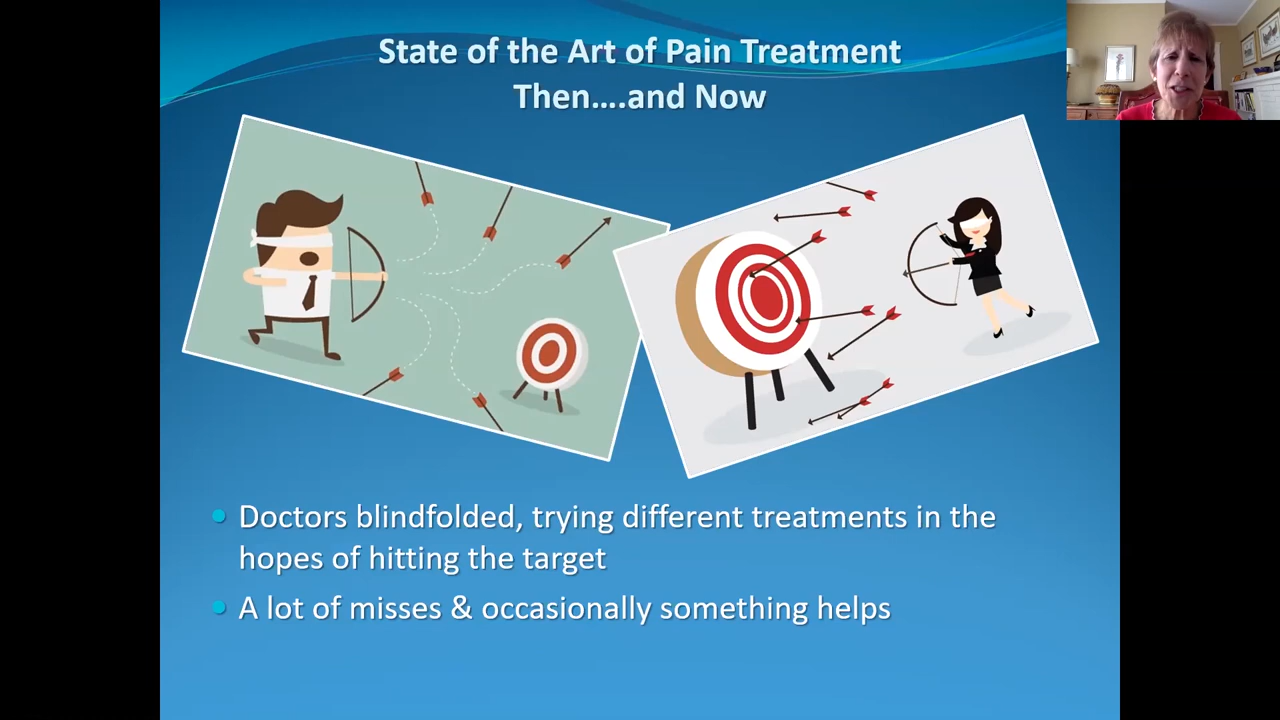 State of the Art of Pain Treatment
Then....and Now
Doctors blindfolded, trying different treatments in the
hopes of hitting the target
A lot of misses & occasionally something helps